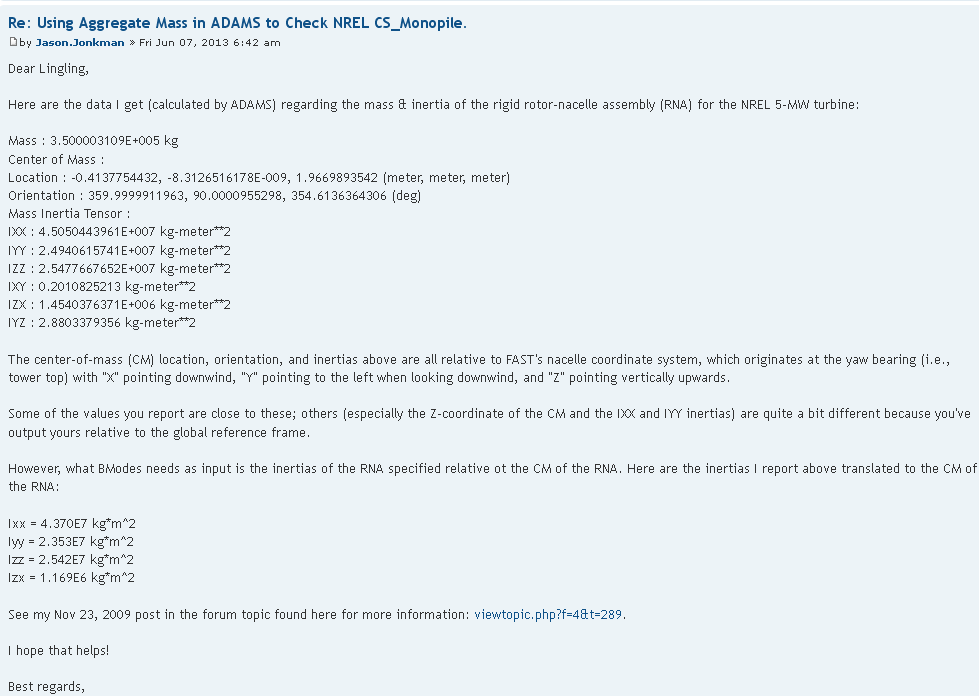 Re: Using Aggregate Mass in ADAMS to Check NREL CS_Monopile.
by Jason.Jonkman » Fri Jun 07, 2013 6:42 am
Dear Lingling,
Here are the data I get (calculated by ADAMS) regarding the mass & inertia of the rigid rotor-nacelle assembly (RNA) for the NREL 5-MW turbine:
Mass : 3.500003109E+005 kg
Center of Mass :
Location : -0.4137754432, -8.3126516178E-009, 1.9669893542 (meter, meter, meter)
Orientation : 359.9999911963, 90.0000955298, 354.6136364306 (deg)
Mass Inertia Tensor :
IXX : 4.5050443961E+007 kg-meter**2
IYY : 2.4940615741E+007 kg-meter**2
IZZ : 2.5477667652E+007 kg-meter**2
IXY : 0.2010825213 kg-meter**2
IZX : 1.4540376371E+006 kg-meter**2
IYZ : 2.8803379356 kg-meter**2
The center-of-mass (CM) location, orientation, and inertias above are all relative to FAST's nacelle coordinate system, which originates at the yaw bearing (i.e.,
tower top) with "X" pointing downwind, "Y" pointing to the left when looking downwind, and "Z" pointing vertically upwards.
Some of the values you report are close to these; others (especially the Z-coordinate of the CM and the IXX and IYY inertias) are quite a bit different because you've
output yours relative to the global reference frame.
However, what BModes needs as input is the inertias of the RNA specified relative ot the CM of the RNA. Here are the inertias I report above translated to the CM of
the RNA:
Ixx = 4.370E7 kg*m^2
Iyy = 2.353E7 kg*m^2
Izz = 2.542E7 kg*m^2
Izx = 1.169E6 kg*m^2
See my Nov 23, 2009 post in the forum topic found here for more information: viewtopic.php?f=4&t=289.
I hope that helps!
Best regards,